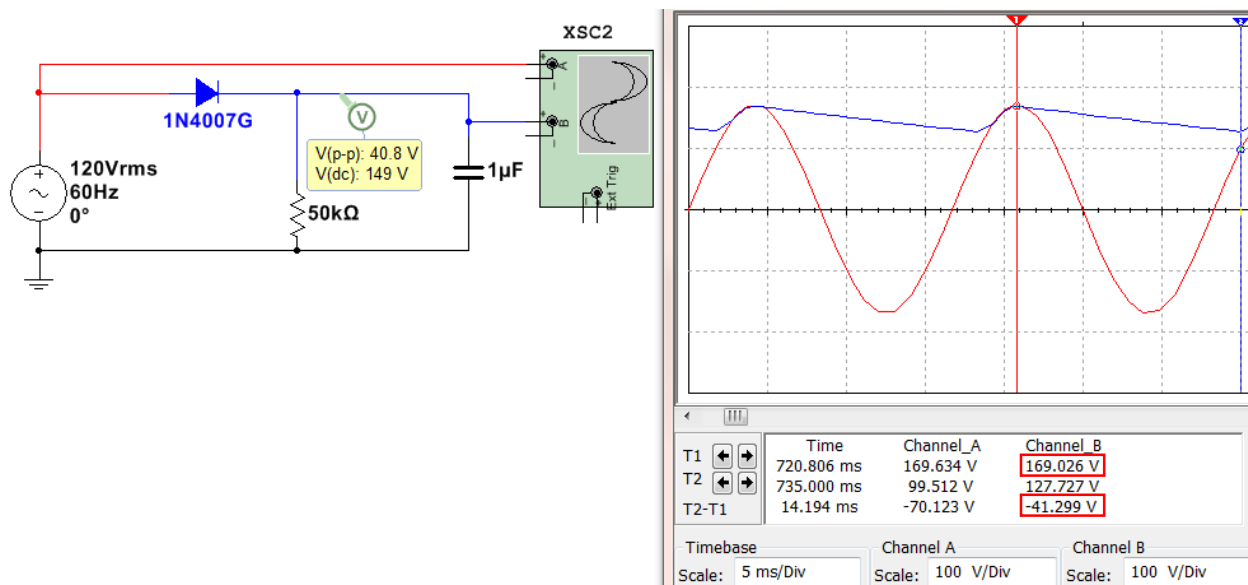 XSC2
A
B
Ext Trig
1N4007G
V
V(p-p): 40.8 V
V(dc): 149 V
120Vrms
60Hz
0°
50kΩ
1µF
1
2
Time Channel_A Channel_B
T1 720.806 ms 169.634 V 169.026 V
T2 735.000 ms 99.512 V 127.727 V
T2-T1 14.194 ms -70.123 V -41.299 V
Timebase Channel A Channel B
Scale: 5 ms/Div Scale: 100 V/Div Scale: 100 V/Div